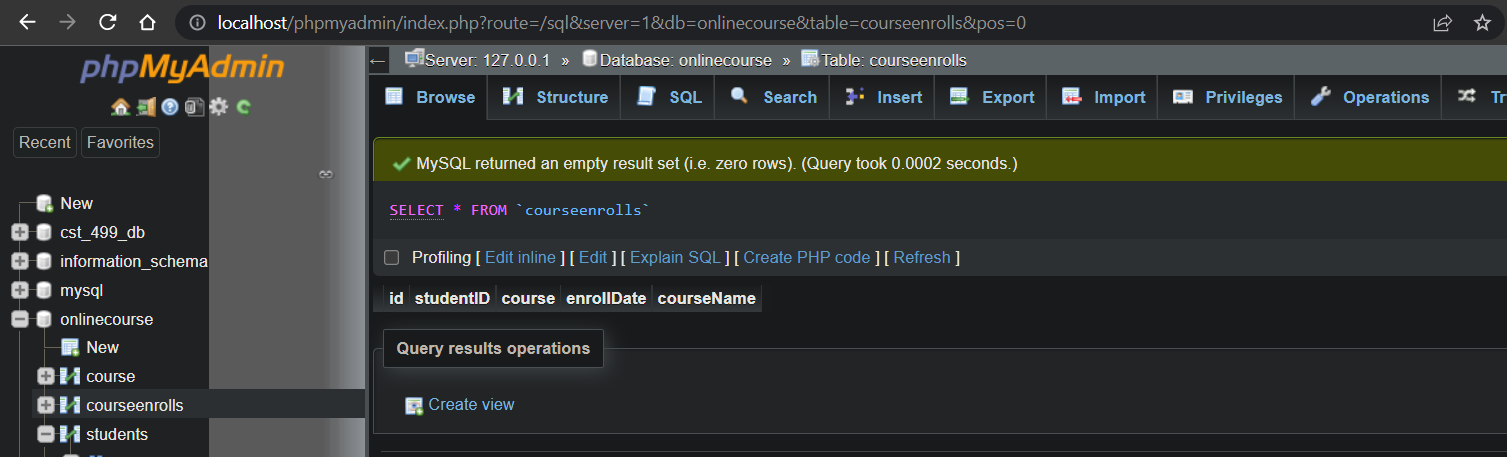 localhost/phpmyadmin/index.php?route=/sql&server=1&db=onlinecourse&table=courseenrolls&pos=0
phpMyAdmin
Recent Favorites
New
cst_499_db
information_schema
mysql
onlinecourse
New
course
courseenrolls
students
Server: 127.0.0.1 » Database: onlinecourse » Table: courseenrolls
Browse Structure SQL Search Insert Export Import Privileges Operations Tr
MySQL returned an empty result set (i.e. zero rows). (Query took 0.0002 seconds.)
SELECT * FROM `courseenrolls`
Profiling [ Edit inline ] [ Edit ] [ Explain SQL ] [ Create PHP code ] [ Refresh ]
id studentID course enrollDate courseName
Query results operations
Create view